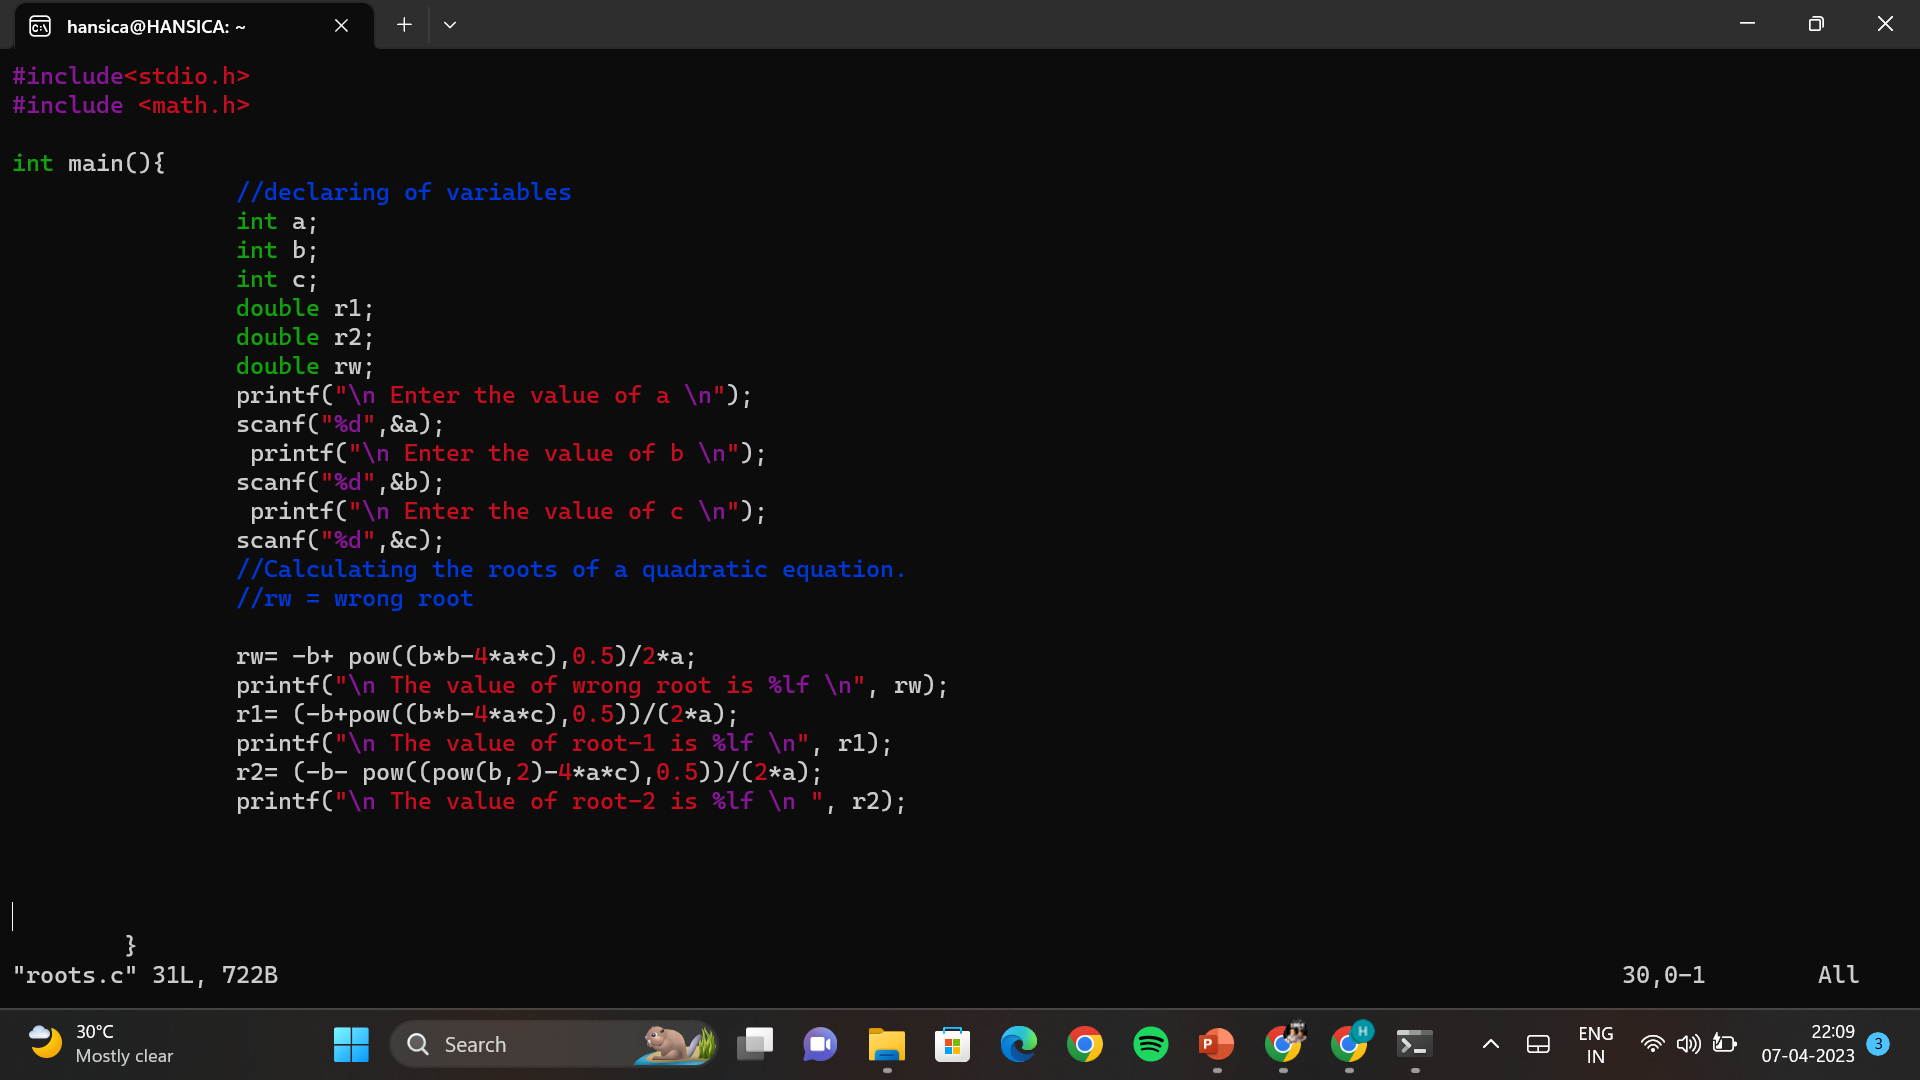 hansica@HANSICA: ~
#include<stdio.h>
#include <math.h>
int main(){
//declaring of variables
int a;
int b;
int c;
double r1;
double r2;
double rw;
printf("\n Enter the value of a \n");
scanf("%d",&a);
printf("\n Enter the value of b \n");
scanf("%d",&b);
printf("\n Enter the value of c \n");
scanf("%d",&c);
//Calculating the roots of a quadratic equation.
//rw = wrong root
rw= -b+ pow((b*b-4*a*c),0.5)/2*a;
printf("\n The value of wrong root is %lf \n", rw);
r1= (-b+pow((b*b-4*a*c),0.5))/(2*a);
printf("\n The value of root-1 is %lf \n", r1);
r2= (-b- pow((pow(b,2)-4*a*c),0.5))/(2*a);
printf("\n The value of root-2 is %lf \n ", r2);
}
"roots.c" 31L, 722B 30,0-1 All
30°C
Mostly clear
Search
H
P
ENG
IN
22:09
07-04-2023
3